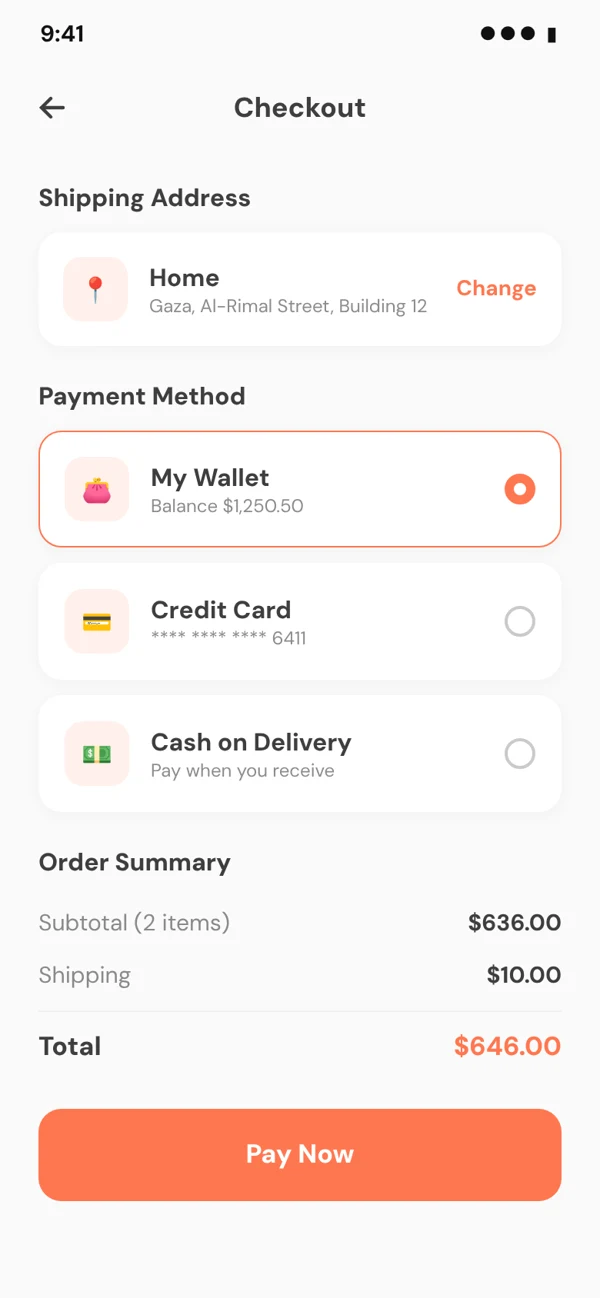 9:41
Checkout
Shipping Address
Home
Gaza, Al-Rimal Street, Building 12
Change
Payment Method
My Wallet
Balance $1,250.50
Credit Card
**** **** **** 6411
Cash on Delivery
Pay when you receive
Order Summary
Subtotal (2 items) $636.00
Shipping $10.00
Total $646.00
Pay Now